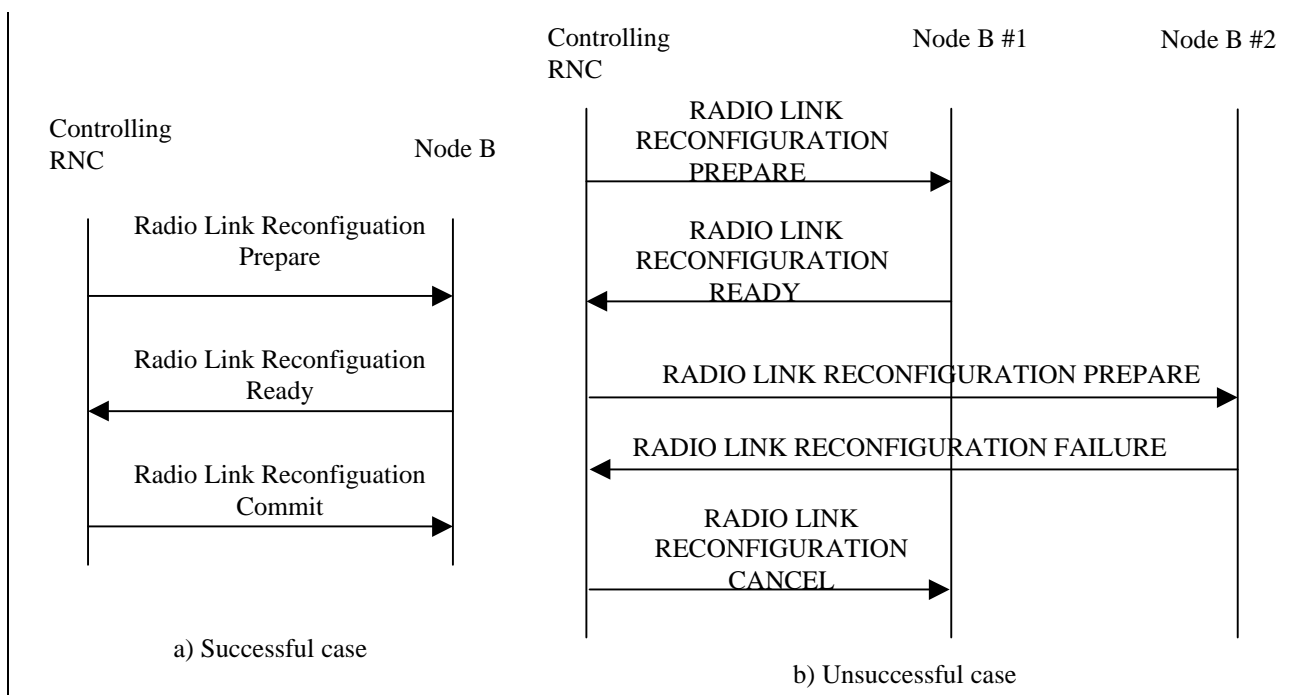 Controlling
RNC
Node B
Radio Link Reconfiguation
Prepare
Radio Link Reconfiguation
Ready
Radio Link Reconfiguation
Commit
a) Successful case
Controlling
RNC
Node B #1
Node B #2
RADIO LINK
RECONFIGURATION
PREPARE
RADIO LINK
RECONFIGURATION
READY
RADIO LINK RECONFIGURATION PREPARE
RADIO LINK RECONFIGURATION FAILURE
RADIO LINK
RECONFIGURATION
CANCEL
b) Unsuccessful case